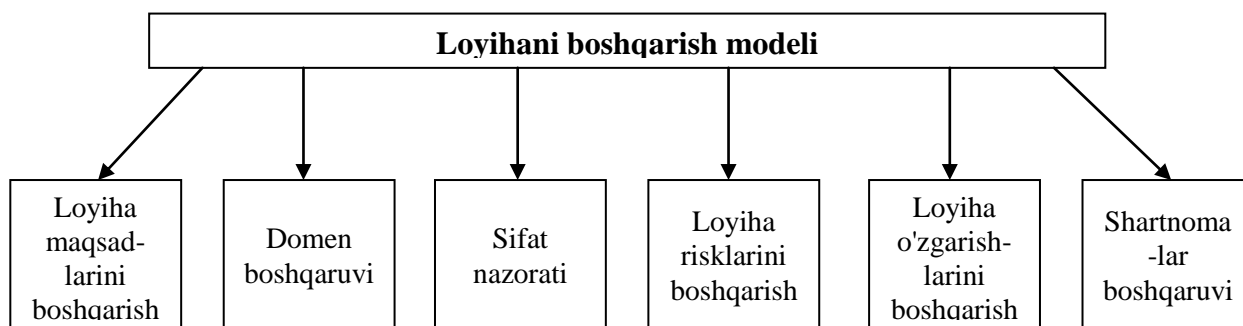 Loyihani boshqarish modeli
Loyiha
maqsad-
larini
boshqarish
Domen
boshqaruvi
Sifat
nazorati
Loyiha
risklarini
boshqarish
Loyiha
o'zgarish-
larini
boshqarish
Shartnoma
-lar
boshqaruvi